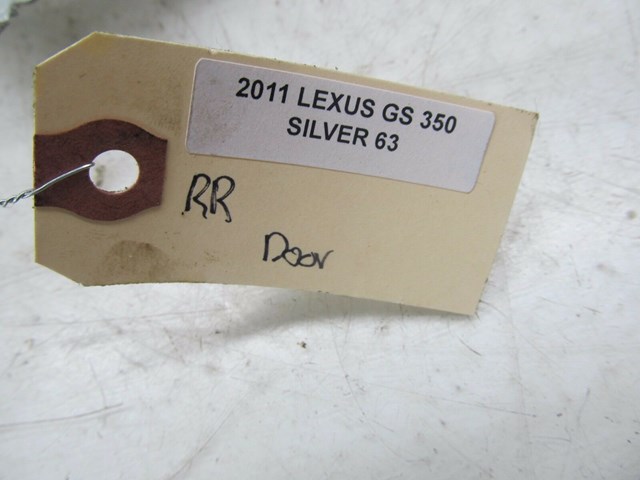 2011 LEXUS GS 350
SILVER 63
RR
Door